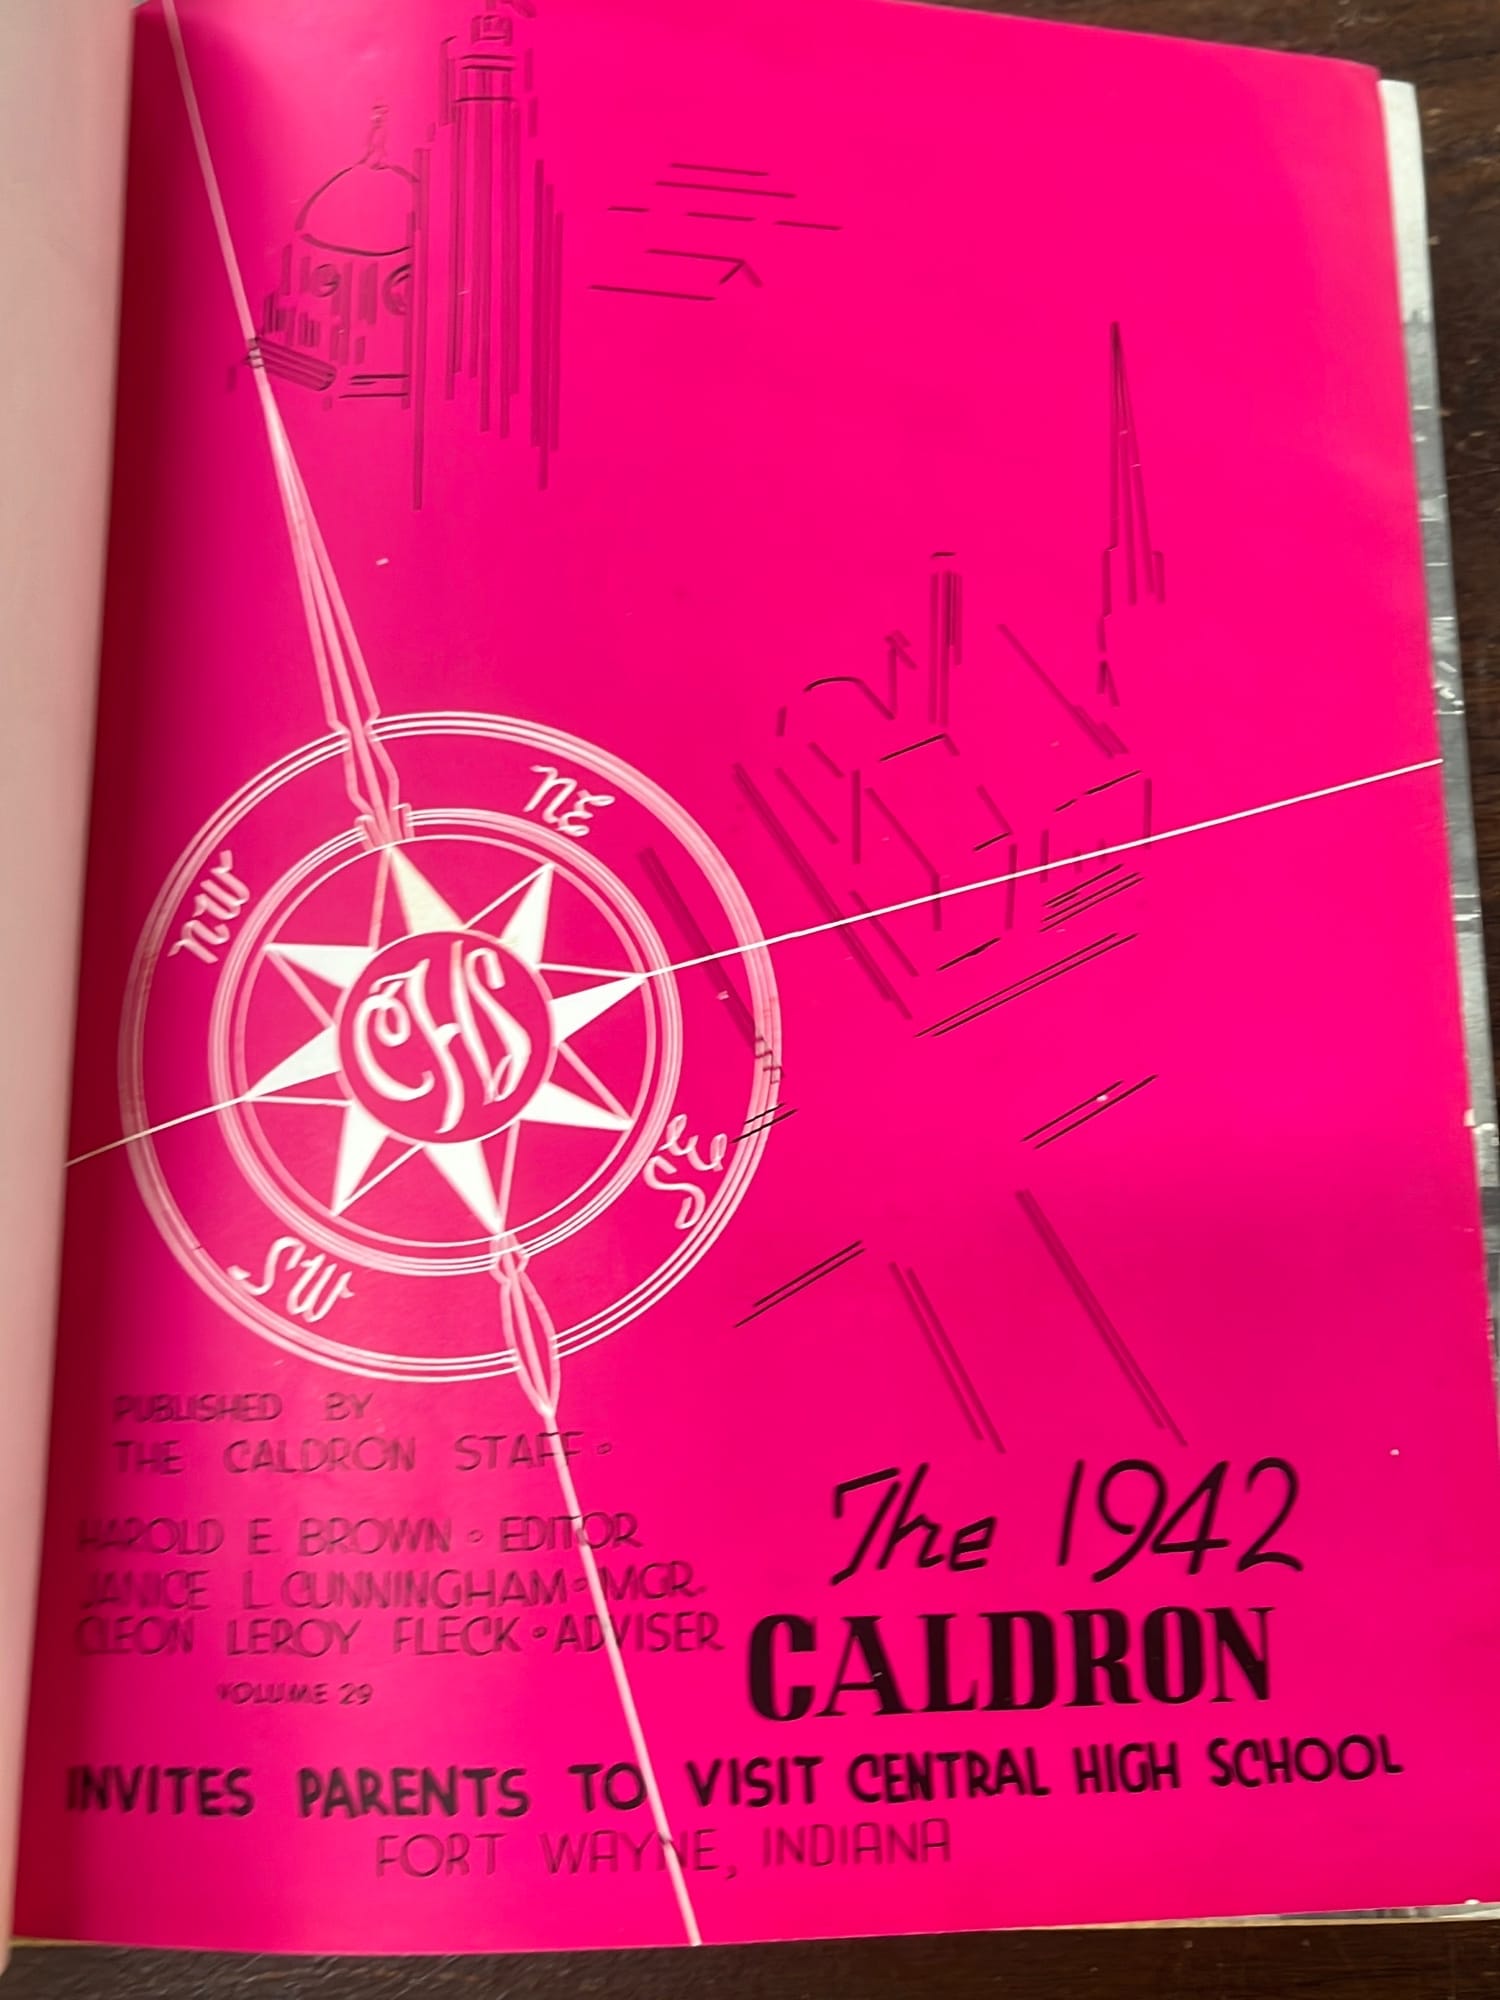 NE
NW
CHS
SE
SW
PUBLISHED BY
THE CALDRON STAFF •
HAROLD E. BROWN • EDITOR
JANICE L. CUNNINGHAM • MGR.
CLEON LEROY FLECK • ADVISER
VOLUME 29
The 1942
CALDRON
INVITES PARENTS TO VISIT CENTRAL HIGH SCHOOL
FORT WAYNE, INDIANA